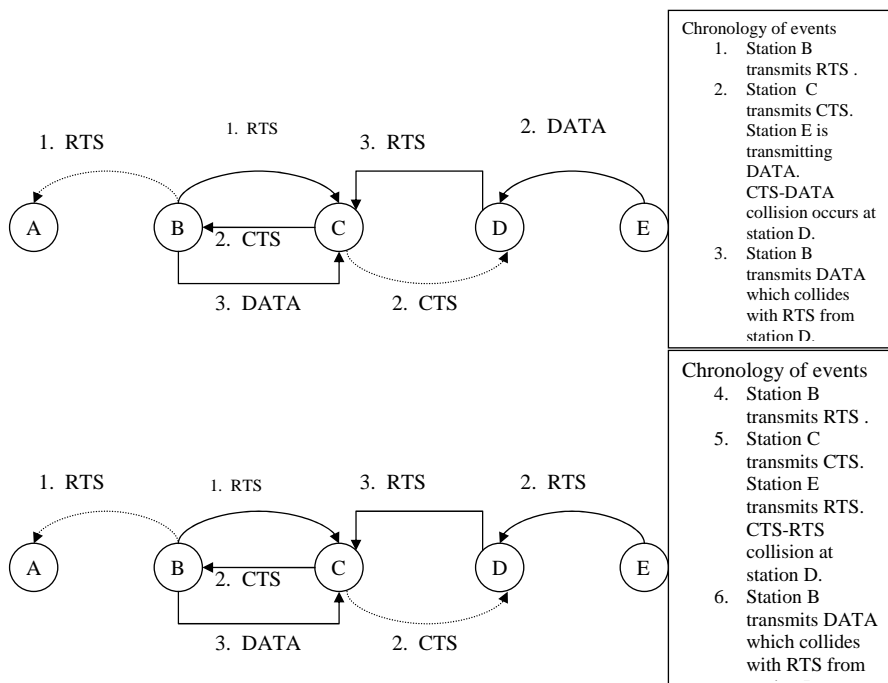 Chronology of events
1. Station B
transmits RTS .
2. Station C
transmits CTS.
Station E is
transmitting
DATA.
CTS-DATA
collision occurs at
station D.
3. Station B
transmits DATA
which collides
with RTS from
station D.
1. RTS
1. RTS
3. RTS
2. DATA
A
B
C
D
E
2. CTS
3. DATA
2. CTS
Chronology of events
4. Station B
transmits RTS .
5. Station C
transmits CTS.
Station E
transmits RTS.
CTS-RTS
collision at
station D.
6. Station B
transmits DATA
which collides
with RTS from
1. RTS
1. RTS
3. RTS
2. RTS
A
B
C
D
E
2. CTS
3. DATA
2. CTS